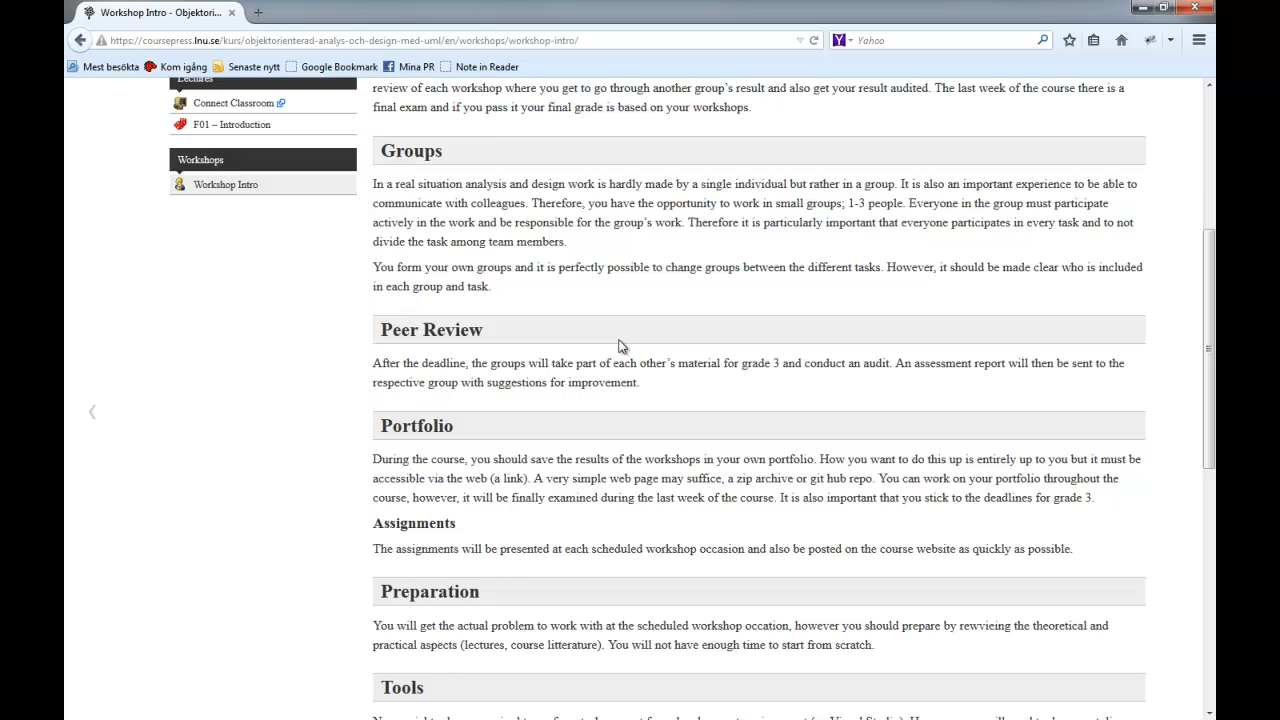 Workshop Intro - Objektori...
https://coursepress.lnu.se/kurs/objektorienterad-analys-och-design-med-uml/en/workshops/workshop-intro/
Yahoo
Mest besökta
Kom igång
Senaste nytt
Google Bookmark
Mina PR
Note in Reader
Lectures
Connect Classroom
F01 – Introduction
Workshops
Workshop Intro
review of each workshop where you get to go through another group's result and also get your result audited. The last week of the course there is a
final exam and if you pass it your final grade is based on your workshops.
Groups
In a real situation analysis and design work is hardly made by a single individual but rather in a group. It is also an important experience to be able to
communicate with colleagues. Therefore, you have the opportunity to work in small groups; 1-3 people. Everyone in the group must participate
actively in the work and be responsible for the group's work. Therefore it is particularly important that everyone participates in every task and to not
divide the task among team members.
You form your own groups and it is perfectly possible to change groups between the different tasks. However, it should be made clear who is included
in each group and task.
Peer Review
After the deadline, the groups will take part of each other's material for grade 3 and conduct an audit. An assessment report will then be sent to the
respective group with suggestions for improvement.
Portfolio
During the course, you should save the results of the workshops in your own portfolio. How you want to do this up is entirely up to you but it must be
accessible via the web (a link). A very simple web page may suffice, a zip archive or git hub repo. You can work on your portfolio throughout the
course, however, it will be finally examined during the last week of the course. It is also important that you stick to the deadlines for grade 3.
Assignments
The assignments will be presented at each scheduled workshop occasion and also be posted on the course website as quickly as possible.
Preparation
You will get the actual problem to work with at the scheduled workshop occation, however you should prepare by rewvieing the theoretical and
practical aspects (lectures, course litterature). You will not have enough time to start from scratch.
Tools